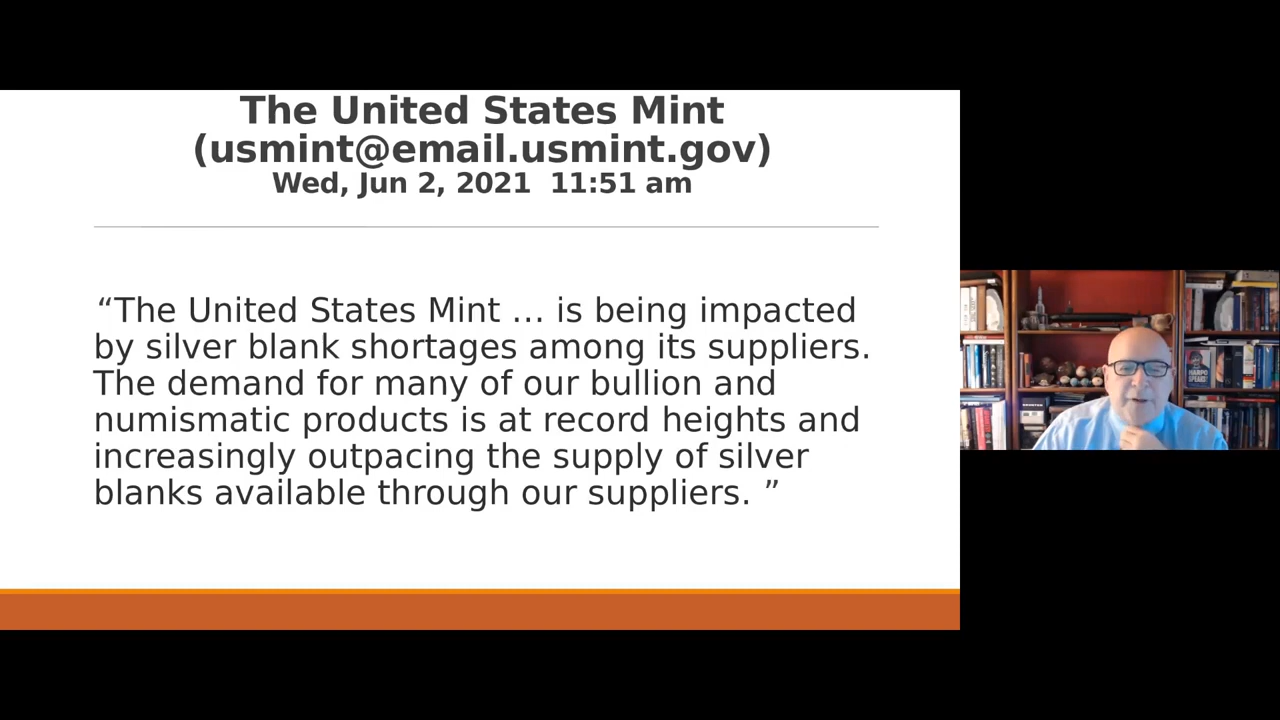 The United States Mint
(usmint@email.usmint.gov)
Wed, Jun 2, 2021  11:51 am
“The United States Mint … is being impacted
by silver blank shortages among its suppliers.
The demand for many of our bullion and
numismatic products is at record heights and
increasingly outpacing the supply of silver
blanks available through our suppliers. ”
HARPO
SPEAKS!